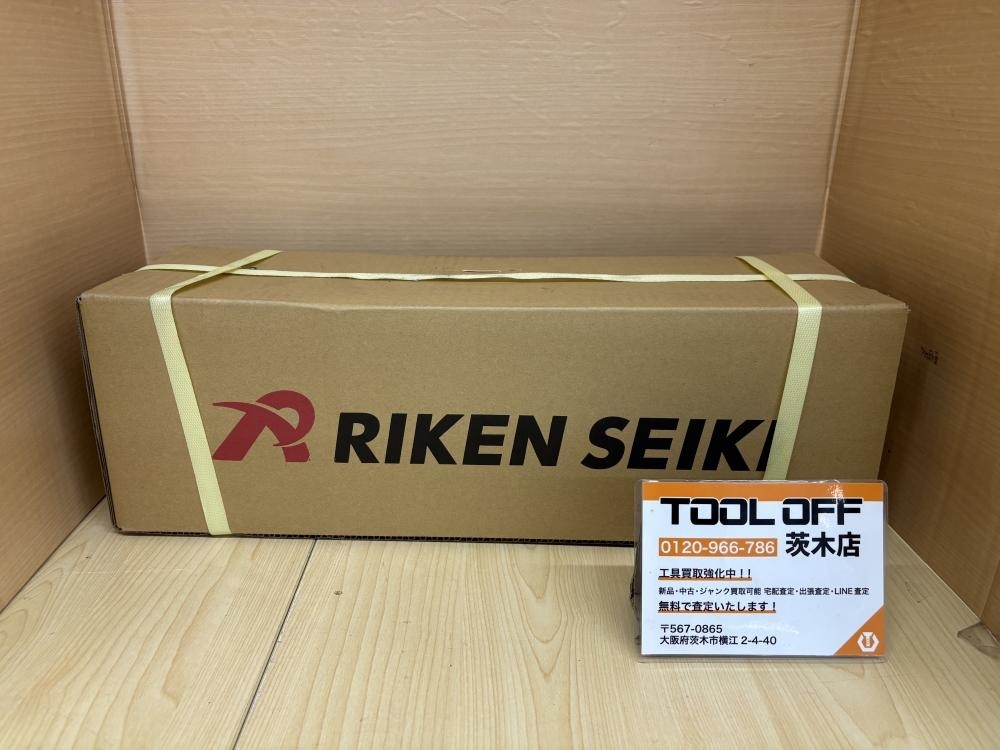 RIKEN SEIKI
TOOL OFF
0120-966-786 茨木店
工具買取強化中！！
新品・中古・ジャンク買取可能 宅配査定・出張査定・LINE査定
無料で査定いたします！
〒567-0865
大阪府茨木市横江2-4-40